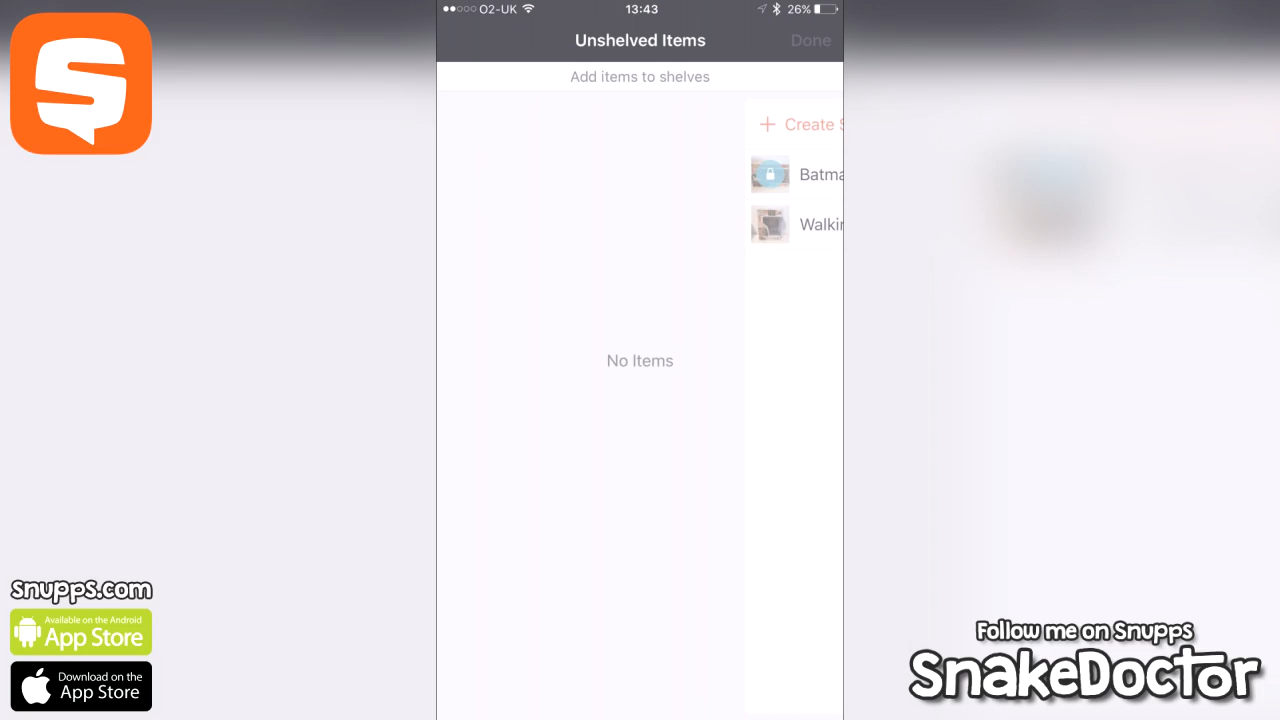 O2-UK 13:43 26%
Unshelved Items Done
Add items to shelves
+ Create
Batma
Walkin
No Items
snupps.com
Available on the Android
App Store
Download on the
App Store
Follow me on Snupps
SnakeDoctor